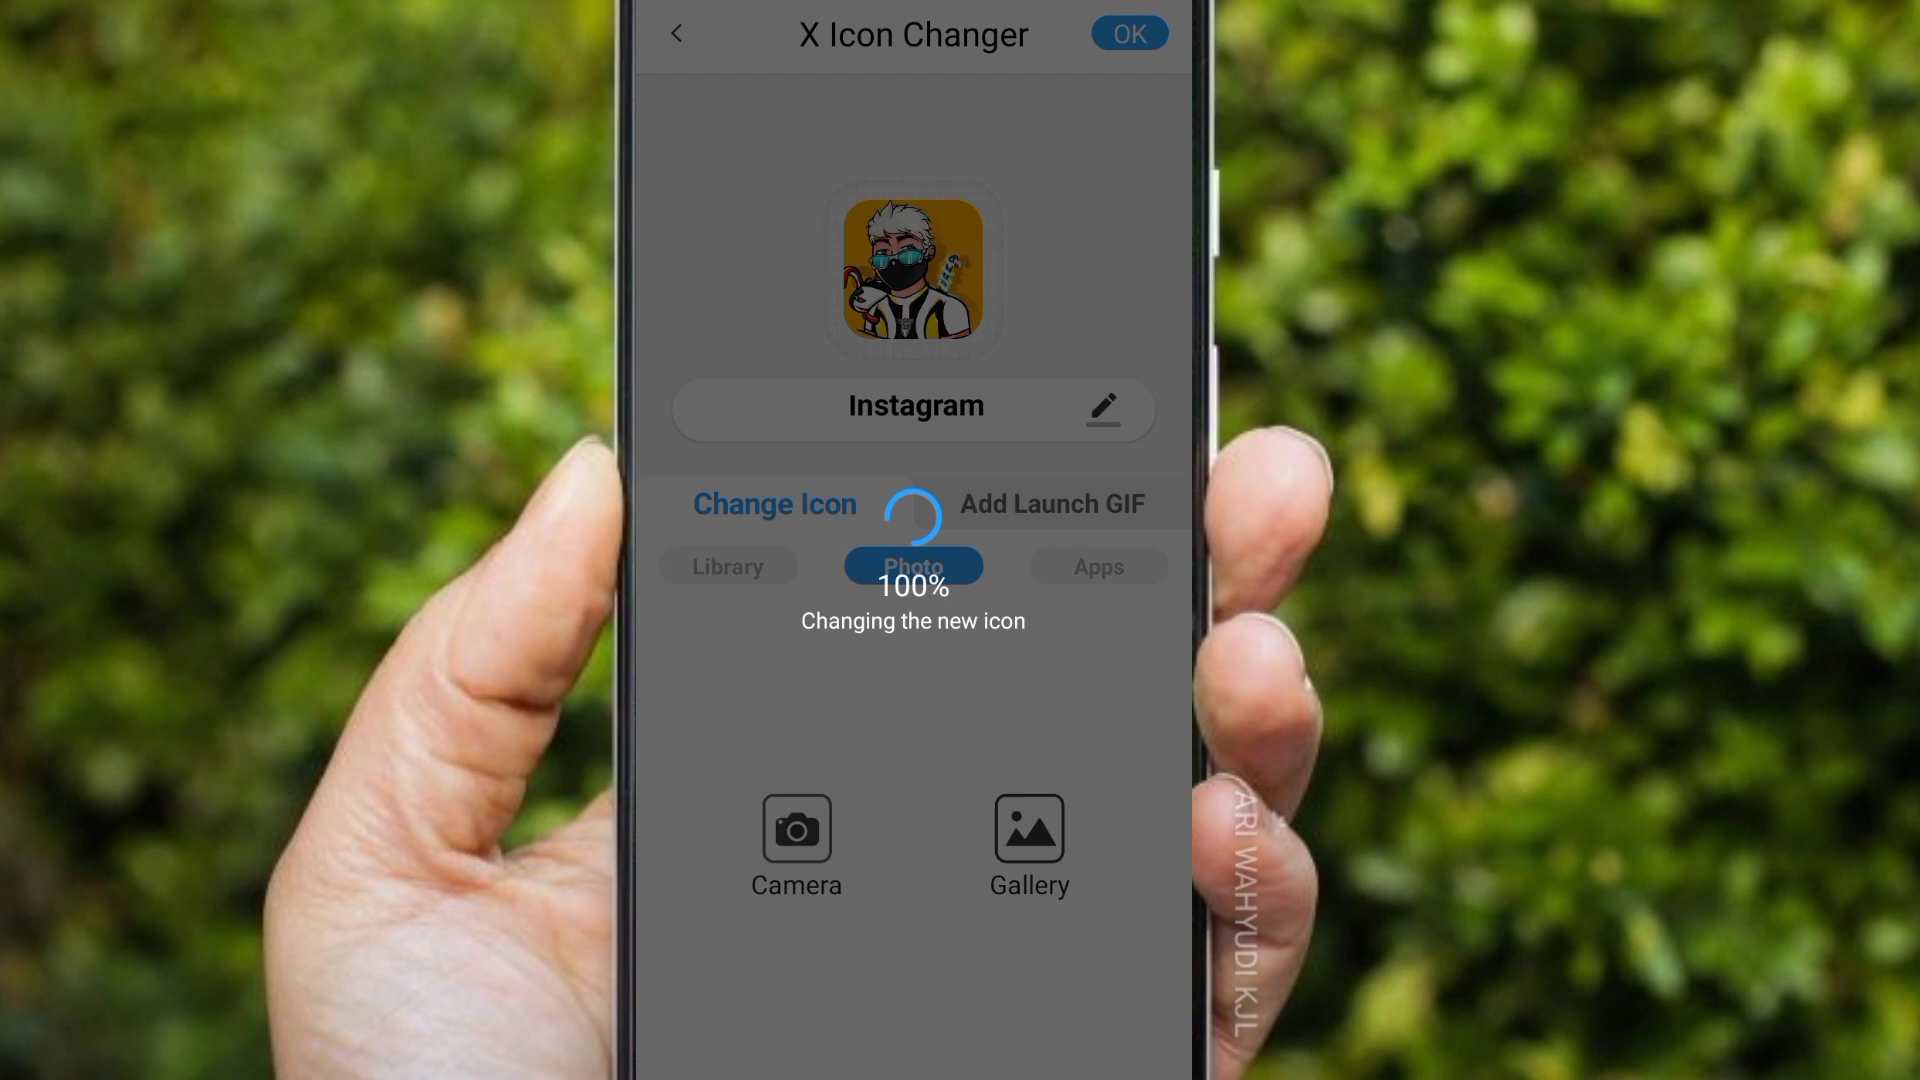 X Icon Changer
OK
Instagram
Change Icon
Add Launch GIF
Library
Photo
Apps
100%
Changing the new icon
Camera
Gallery
ARI WAHYUDI KJL